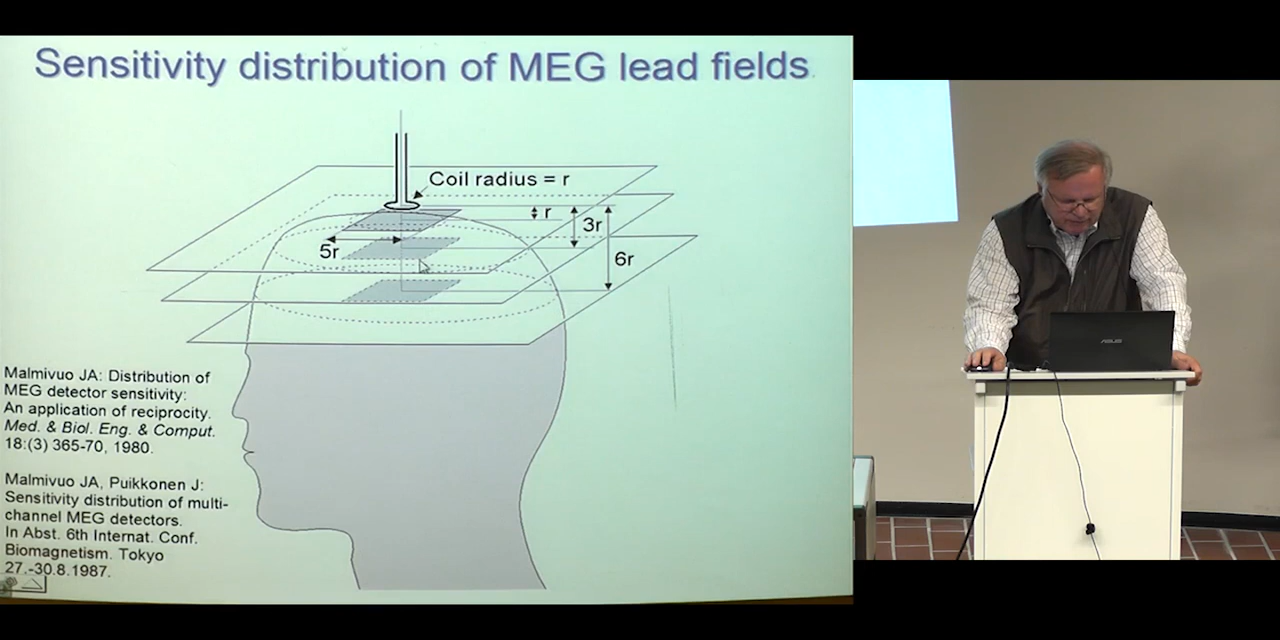 Sensitivity distribution of MEG lead fields
Coil radius = r
r
3r
5r
6r
Malmivuo JA: Distribution of
MEG detector sensitivity:
An application of reciprocity.
Med. & Biol. Eng. & Comput.
18:(3) 365-70, 1980.
Malmivuo JA, Puikkonen J:
Sensitivity distribution of multi-
channel MEG detectors.
In Abst. 6th Internat. Conf.
Biomagnetism. Tokyo
27.-30.8.1987.
ASUS